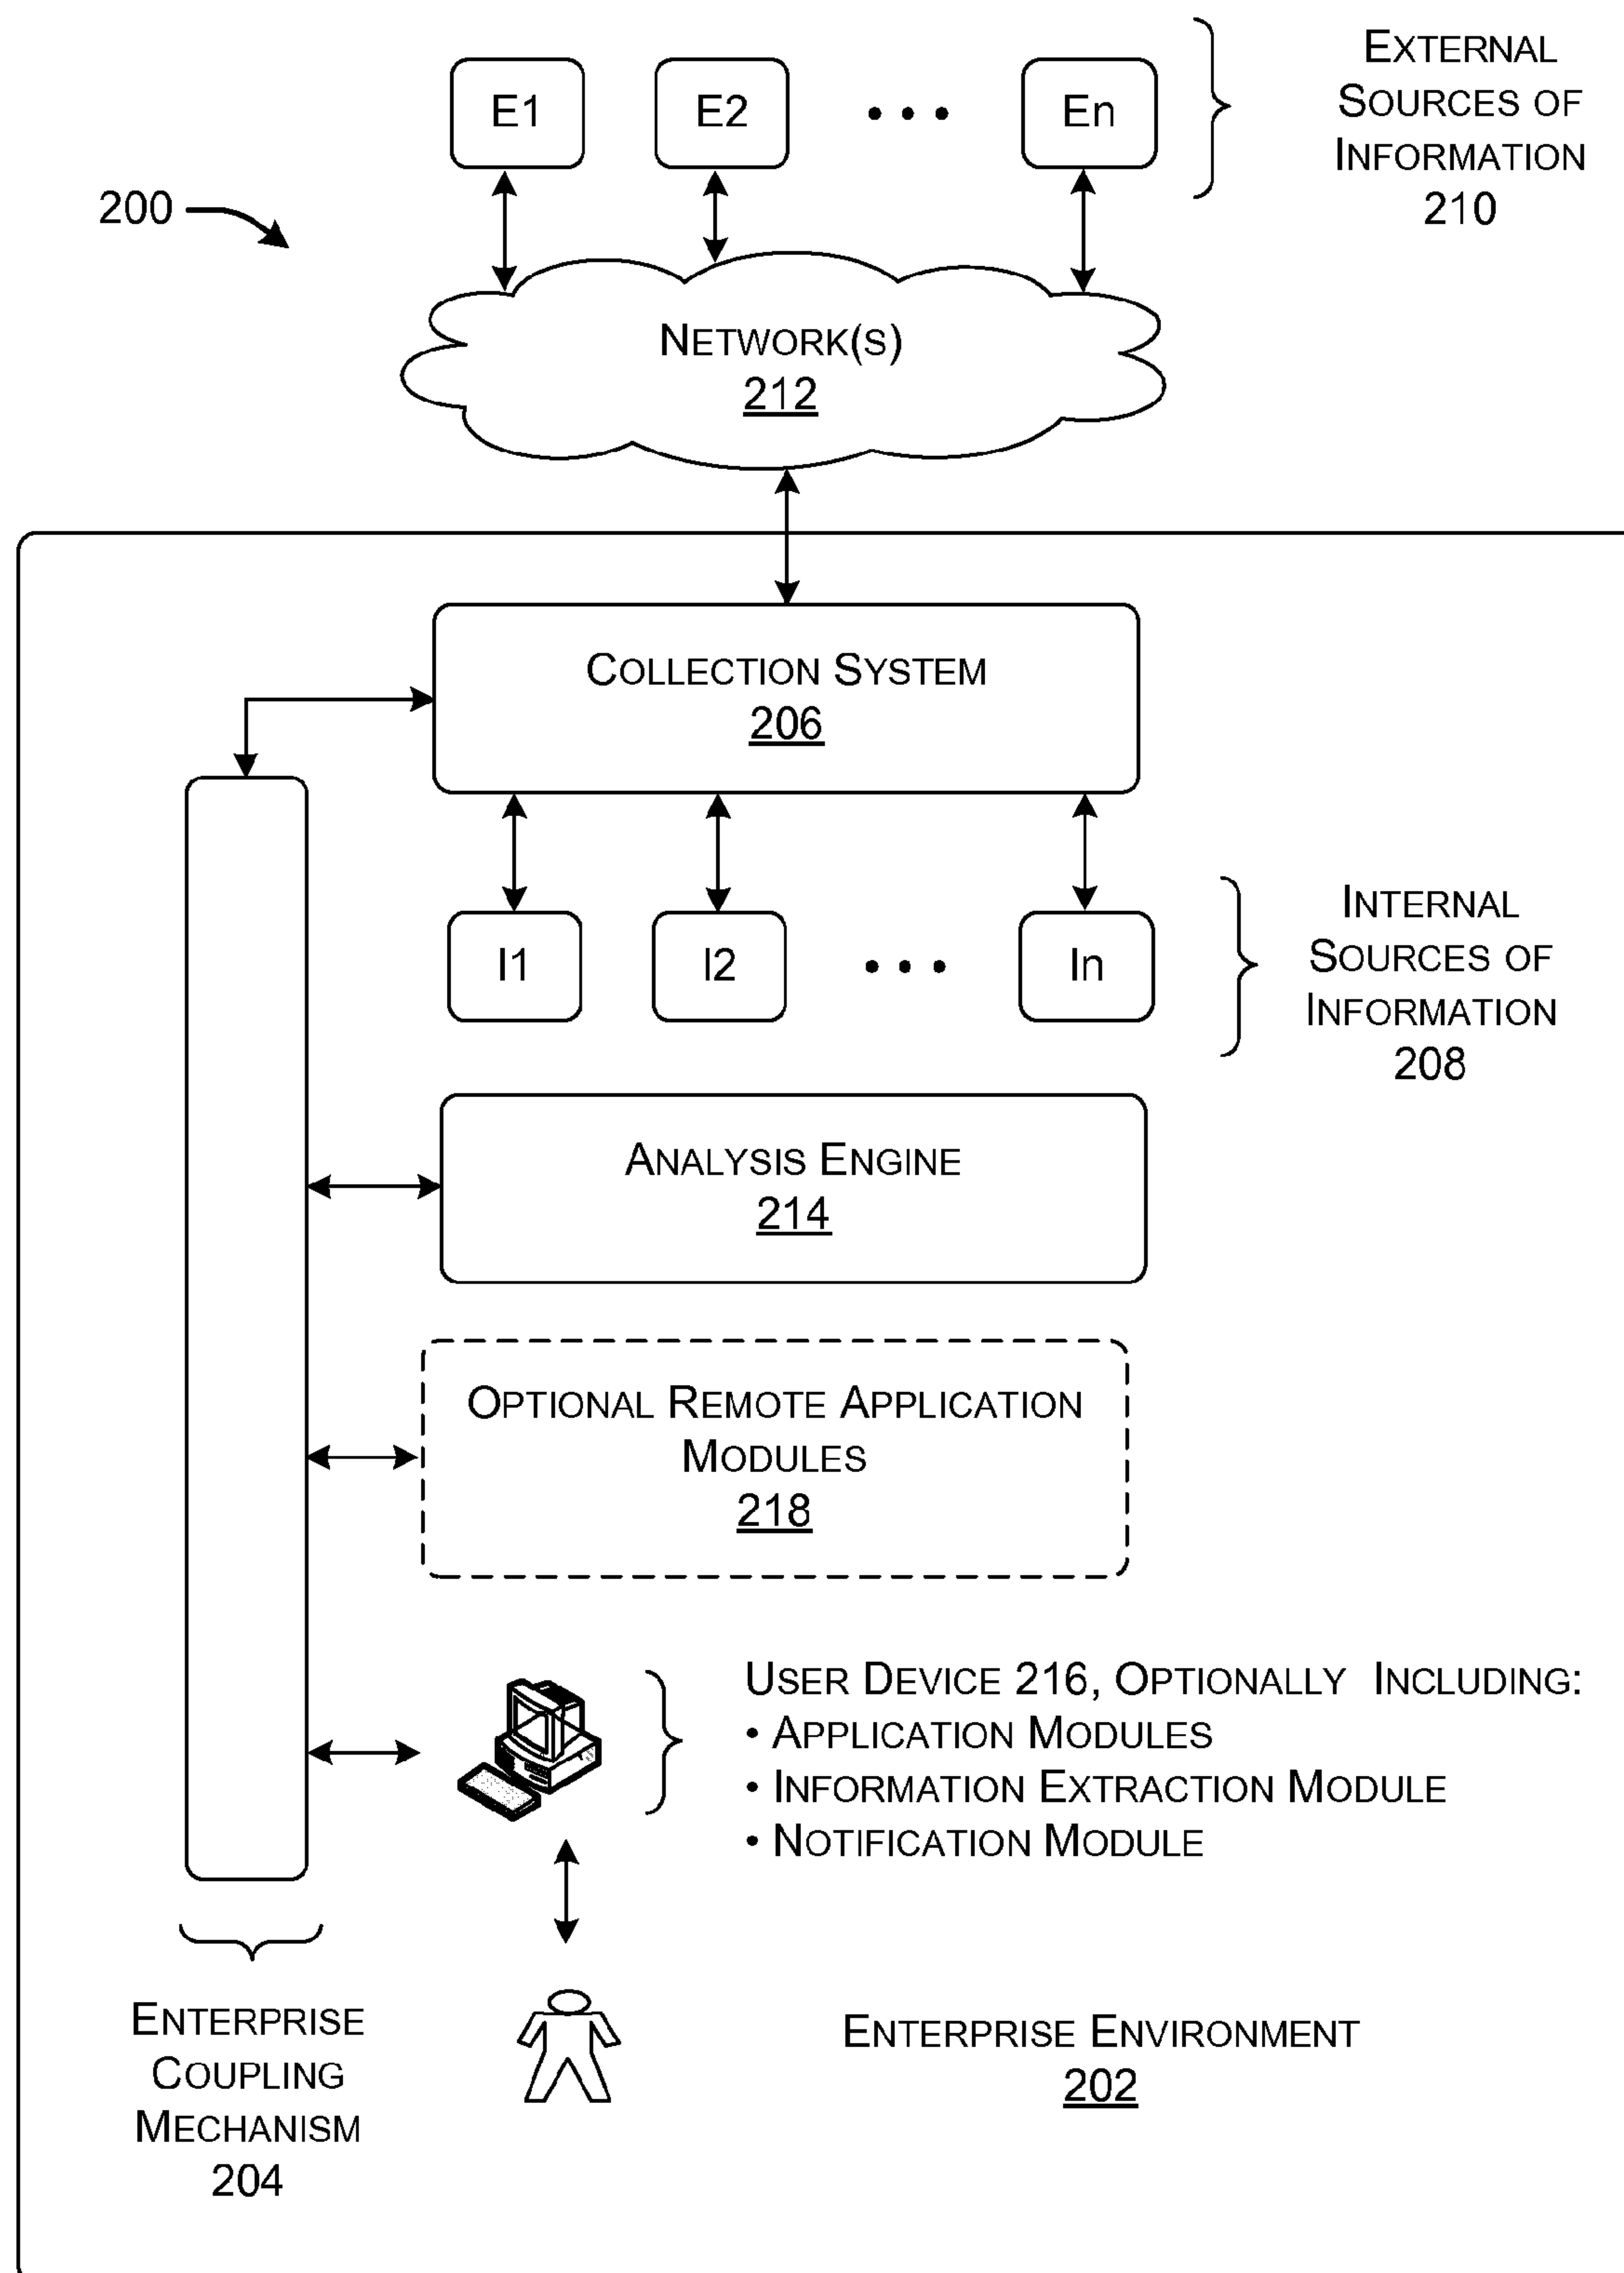 E1 E2 • • • En
EXTERNAL
SOURCES OF
INFORMATION
210
200
NETWORK(S)
212
COLLECTION SYSTEM
206
I1 I2 • • • In
INTERNAL
SOURCES OF
INFORMATION
208
ANALYSIS ENGINE
214
OPTIONAL REMOTE APPLICATION
MODULES
218
USER DEVICE 216, OPTIONALLY INCLUDING:
• APPLICATION MODULES
• INFORMATION EXTRACTION MODULE
• NOTIFICATION MODULE
ENTERPRISE
COUPLING
MECHANISM
204
ENTERPRISE ENVIRONMENT
202